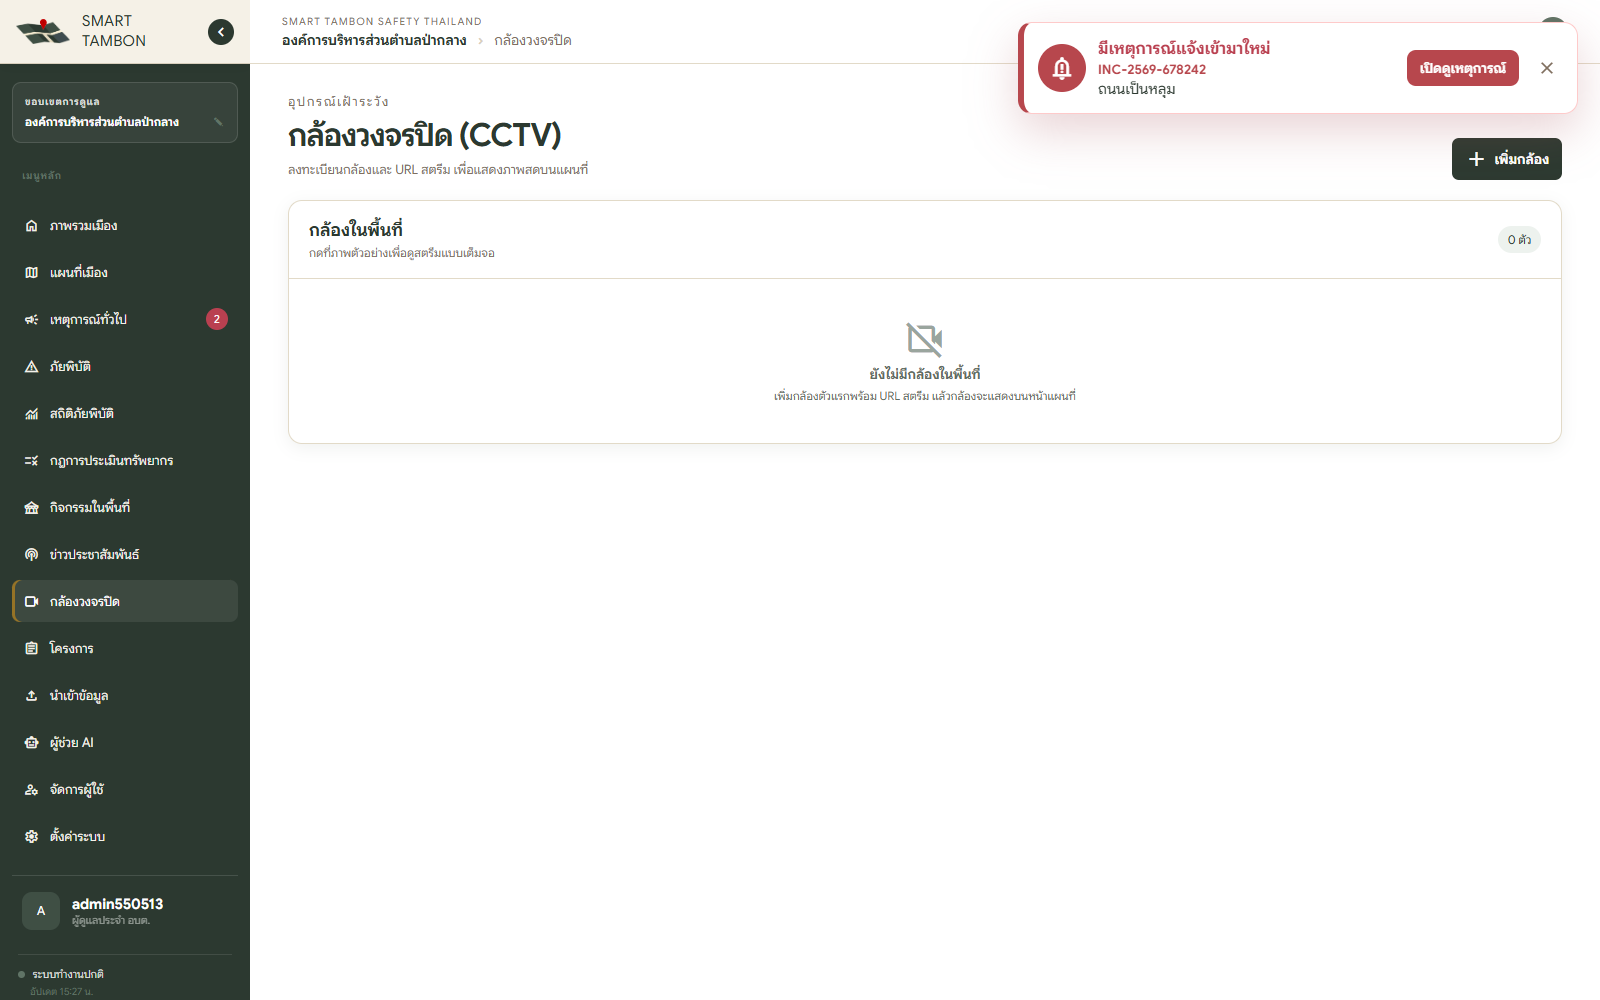 SMART
TAMBON
ขอบเขตการดูแล
องค์การบริหารส่วนตำบลป่ากลาง
เมนูหลัก
ภาพรวมเมือง
แผนที่เมือง
เหตุการณ์ทั่วไป
2
ภัยพิบัติ
สถิติภัยพิบัติ
กฎการประเมินทรัพยากร
กิจกรรมในพื้นที่
ข่าวประชาสัมพันธ์
กล้องวงจรปิด
โครงการ
นำเข้าข้อมูล
ผู้ช่วย AI
จัดการผู้ใช้
ตั้งค่าระบบ
A
admin550513
ผู้ดูแลประจำ อบต.
ระบบทำงานปกติ
อัปเดต 15:27 น.
SMART TAMBON SAFETY THAILAND
องค์การบริหารส่วนตำบลป่ากลาง › กล้องวงจรปิด
มีเหตุการณ์แจ้งเข้ามาใหม่
INC-2569-678242
ถนนเป็นหลุม
เปิดดูเหตุการณ์
อุปกรณ์เฝ้าระวัง
กล้องวงจรปิด (CCTV)
ลงทะเบียนกล้องและ URL สตรีม เพื่อแสดงภาพสดบนแผนที่
เพิ่มกล้อง
กล้องในพื้นที่
กดที่ภาพตัวอย่างเพื่อดูสตรีมแบบเต็มจอ
0 ตัว
ยังไม่มีกล้องในพื้นที่
เพิ่มกล้องตัวแรกพร้อม URL สตรีม แล้วกล้องจะแสดงบนหน้าแผนที่